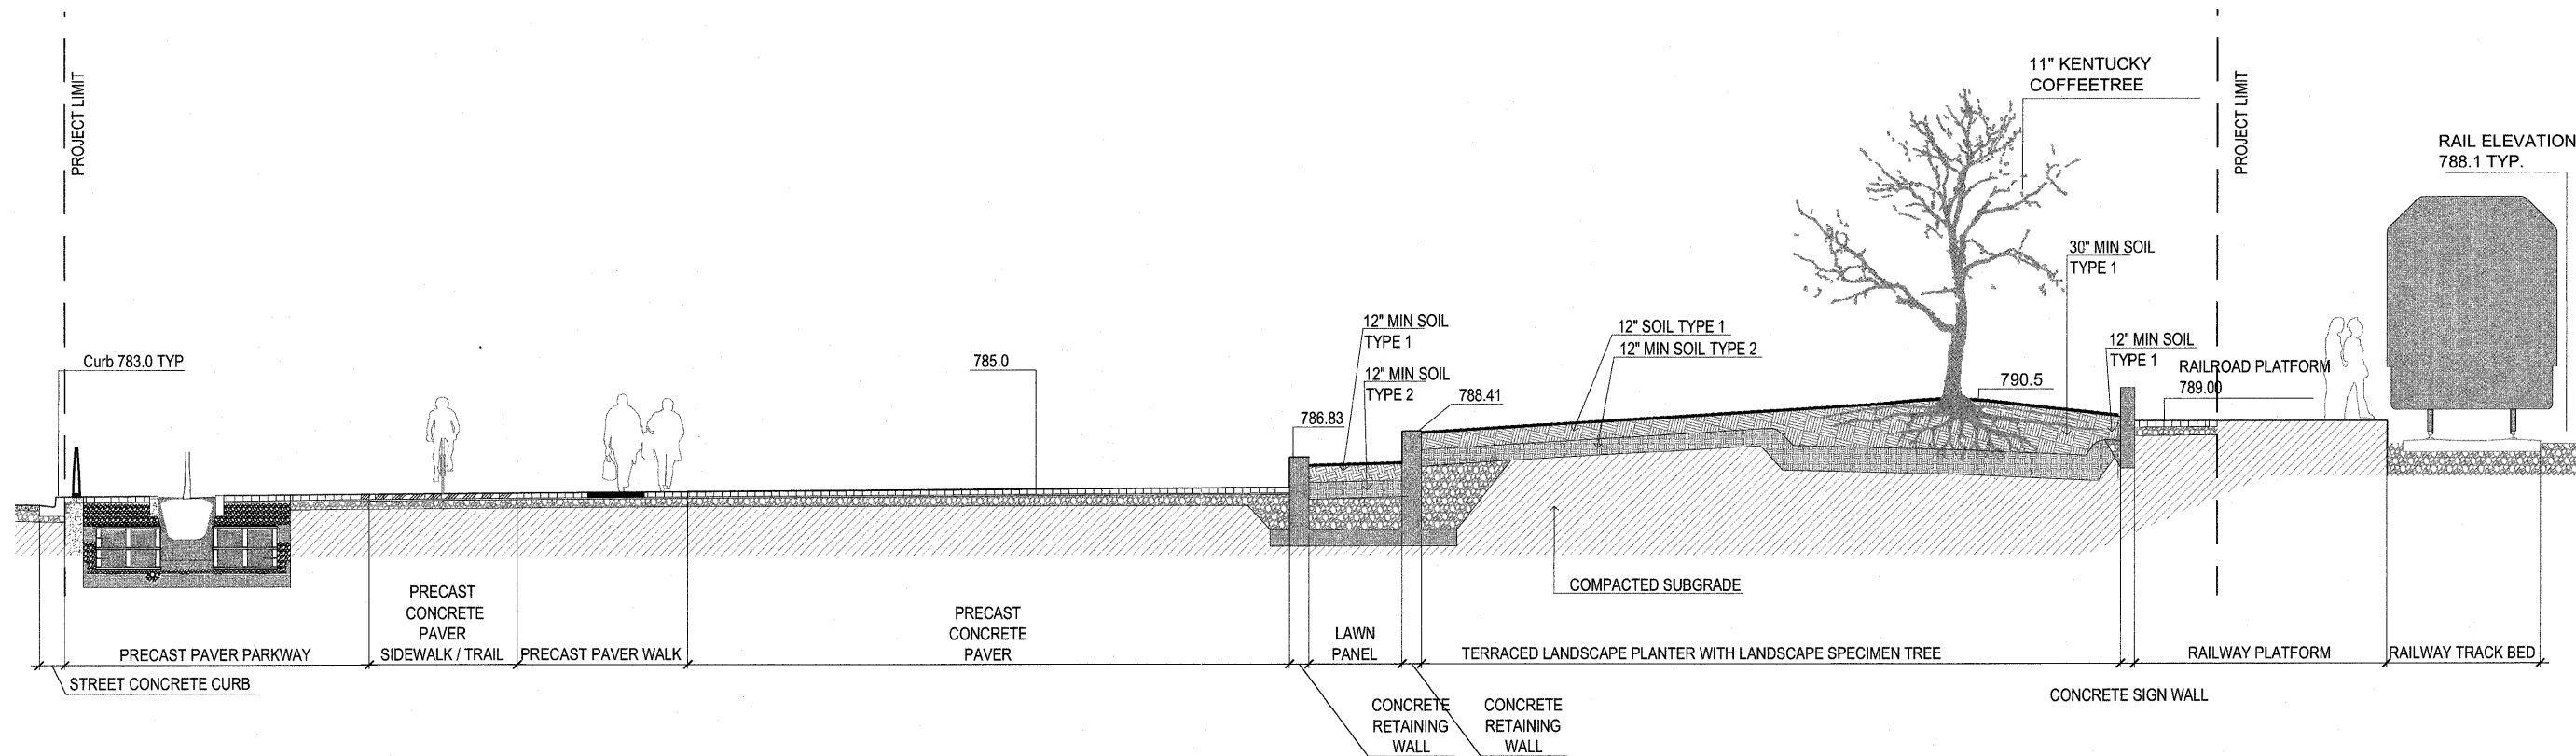 PROJECT LIMIT
11" KENTUCKY
COFFEETREE
PROJECT LIMIT
RAIL ELEVATION
788.1 TYP.
30" MIN SOIL
TYPE 1
12" MIN SOIL
TYPE 1
12" SOIL TYPE 1
12" MIN SOIL TYPE 2
12" MIN SOIL
TYPE 1
Curb 783.0 TYP
785.0
12" MIN SOIL
TYPE 2
788.41
790.5
RAILROAD PLATFORM
789.00
786.83
COMPACTED SUBGRADE
PRECAST PAVER PARKWAY
PRECAST
CONCRETE
PAVER
SIDEWALK / TRAIL
PRECAST PAVER WALK
PRECAST
CONCRETE
PAVER
LAWN
PANEL
TERRACED LANDSCAPE PLANTER WITH LANDSCAPE SPECIMEN TREE
RAILWAY PLATFORM
RAILWAY TRACK BED
STREET CONCRETE CURB
CONCRETE SIGN WALL
CONCRETE
RETAINING
WALL
CONCRETE
RETAINING
WALL